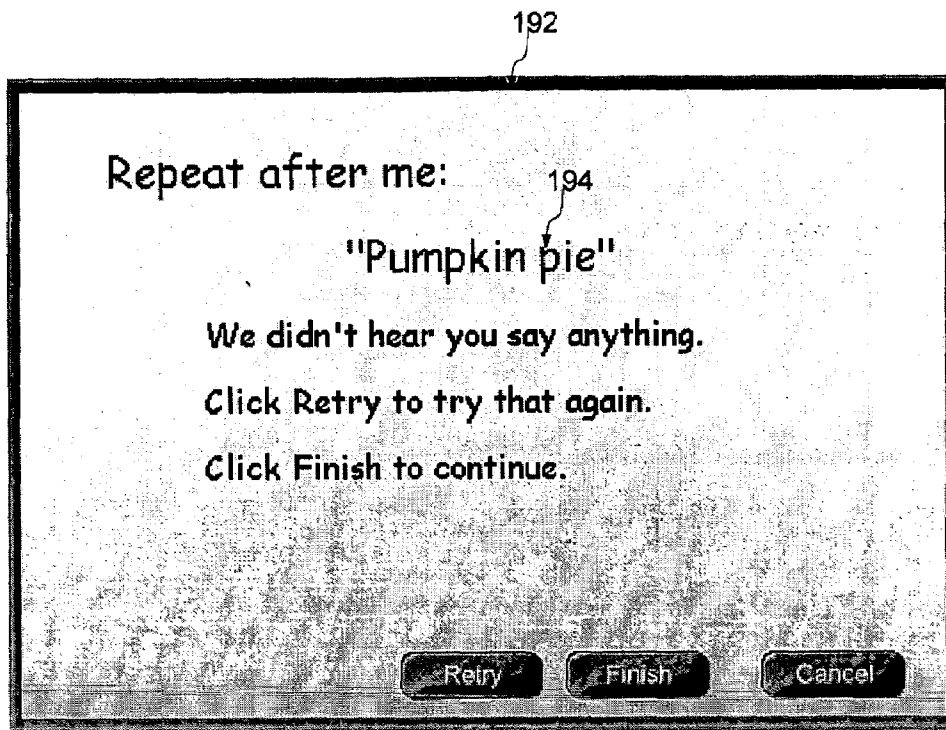 192
Repeat after me:
194
"Pumpkin pie"
We didn't hear you say anything.
Click Retry to try that again.
Click Finish to continue.
Retry Finish Cancel